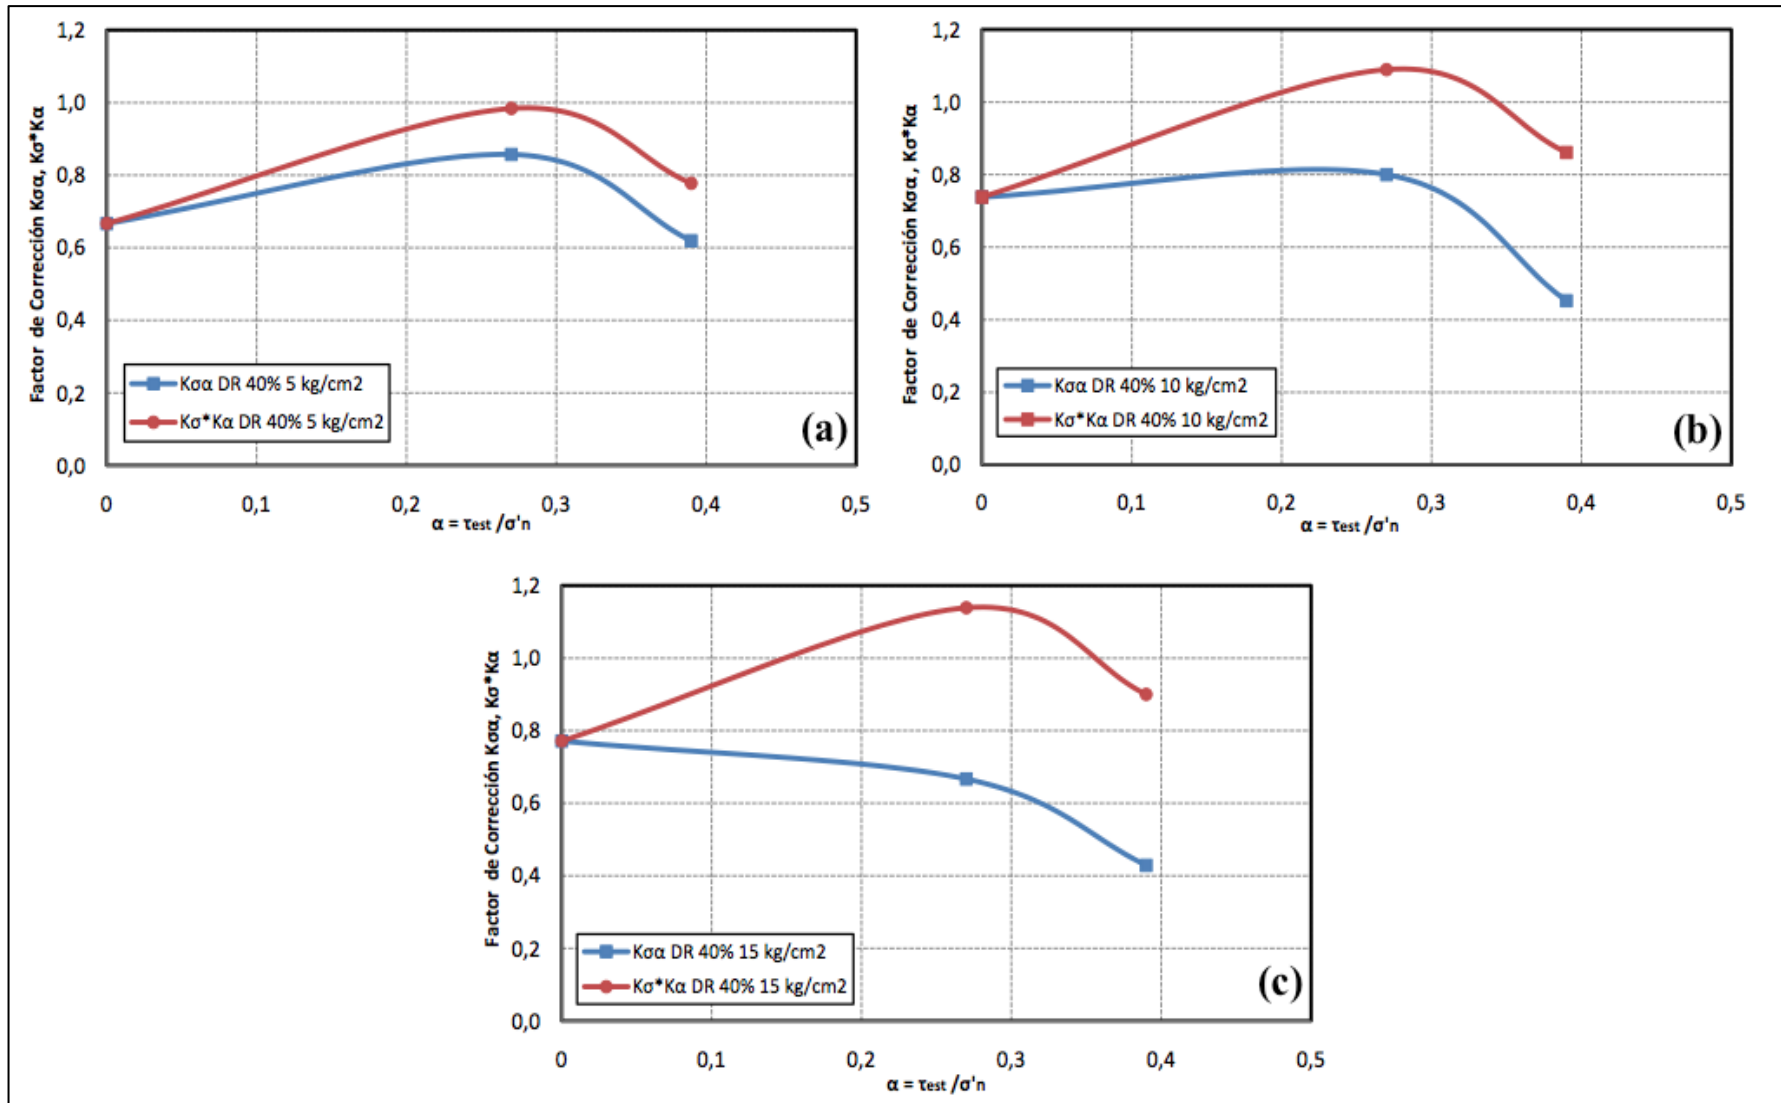 Factor de Corrección Kσα, Kσ*Kα
1,2
1,0
0,8
0,6
0,4
0,2
0,0
0 0,1 0,2 0,3 0,4 0,5
α = τest /σ'n
Kσα DR 40% 5 kg/cm2
Kσ*Kα DR 40% 5 kg/cm2
(a)
Factor de Corrección Kσα, Kσ*Kα
1,2
1,0
0,8
0,6
0,4
0,2
0,0
0 0,1 0,2 0,3 0,4 0,5
α = τest /σ'n
Kσα DR 40% 10 kg/cm2
Kσ*Kα DR 40% 10 kg/cm2
(b)
Factor de Corrección Kσα, Kσ*Kα
1,2
1,0
0,8
0,6
0,4
0,2
0,0
0 0,1 0,2 0,3 0,4 0,5
α = τest /σ'n
Kσα DR 40% 15 kg/cm2
Kσ*Kα DR 40% 15 kg/cm2
(c)